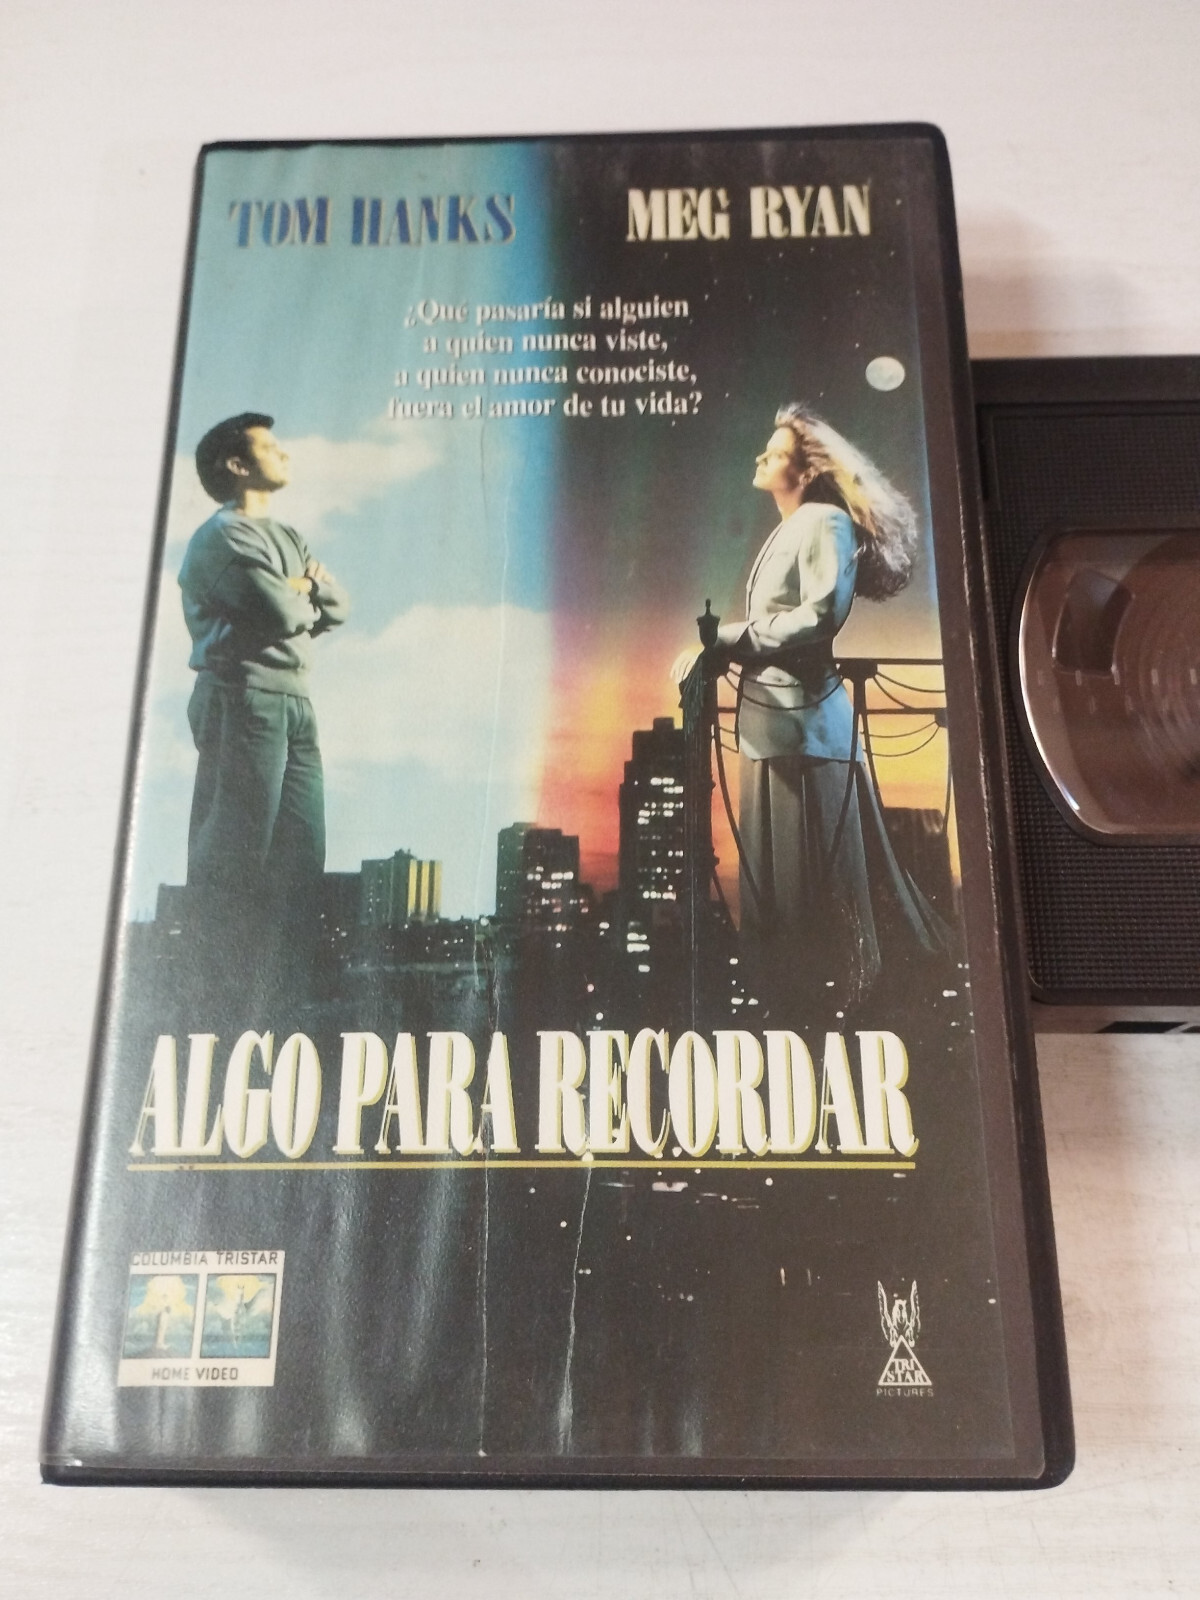 TOM HANKS MEG RYAN
¿Qué pasaría si alguien
a quien nunca viste,
a quien nunca conociste,
fuera el amor de tu vida?
ALGO PARA RECORDAR
COLUMBIA TRISTAR
HOME VIDEO
TRI
STAR
PICTURES